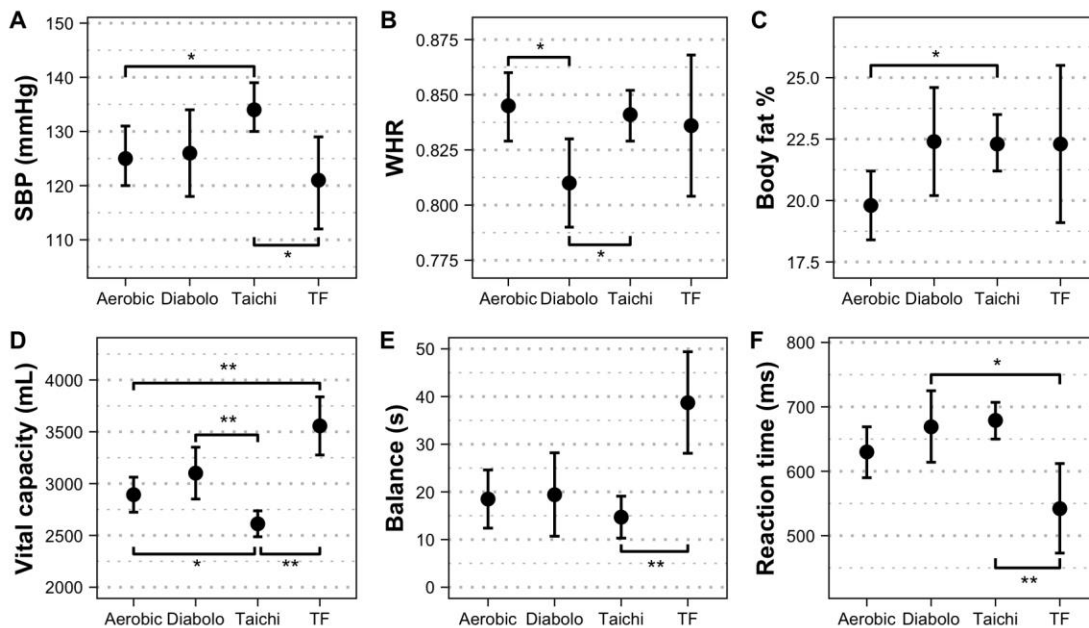 A
SBP (mmHg)
150
140
130
120
110
*
*
Aerobic Diabolo Taichi TF
B
WHR
0.875
0.850
0.825
0.800
0.775
*
*
Aerobic Diabolo Taichi TF
C
Body fat %
25.0
22.5
20.0
17.5
*
Aerobic Diabolo Taichi TF
D
Vital capacity (mL)
4000
3500
3000
2500
2000
**
**
*
**
Aerobic Diabolo Taichi TF
E
Balance (s)
50
40
30
20
10
0
**
Aerobic Diabolo Taichi TF
F
Reaction time (ms)
800
700
600
500
*
**
Aerobic Diabolo Taichi TF